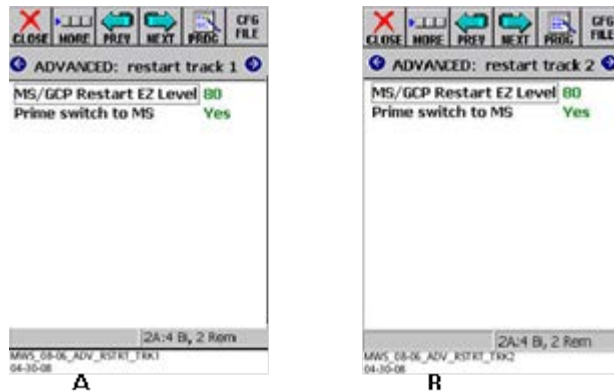 CLOSE MORE PREV NEXT PROG CFG FILE
ADVANCED: restart track 1
MS/GCP Restart EZ Level 80
Prime switch to MS Yes
2A:4 Bi, 2 Rem
MWS_08-06_ADV_RSTRT_TRK1
04-30-08
A
CLOSE MORE PREV NEXT PROG CFG FILE
ADVANCED: restart track 2
MS/GCP Restart EZ Level 80
Prime switch to MS Yes
2A:4 Bi, 2 Rem
MWS_08-06_ADV_RSTRT_TRK2
04-30-08
B